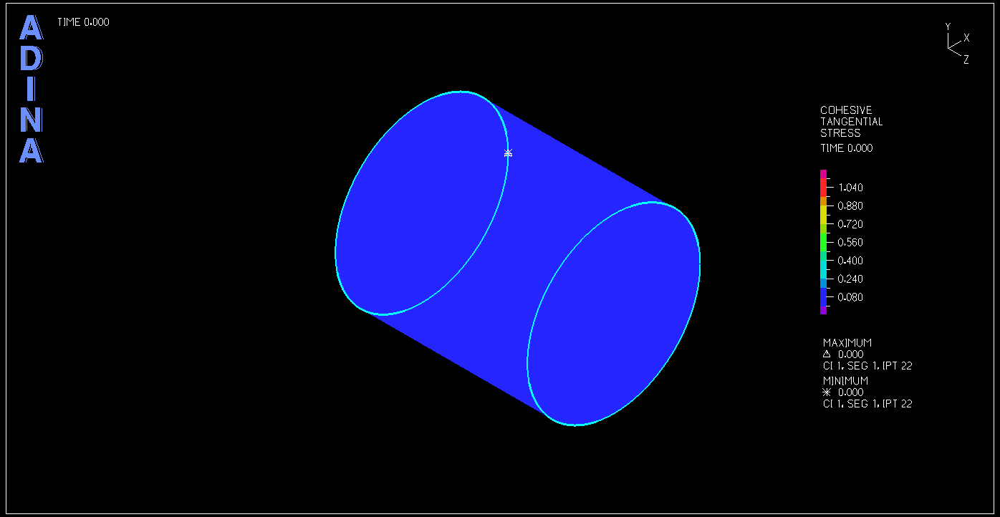 ADINA
TIME 0.000
Y
X
Z
COHESIVE
TANGENTIAL
STRESS
TIME 0.000
1.040
0.880
0.720
0.560
0.400
0.240
0.080
MAXIMUM
△ 0.000
CI 1, SEG 1, IPT 22
MINIMUM
✳ 0.000
CI 1, SEG 1, IPT 22